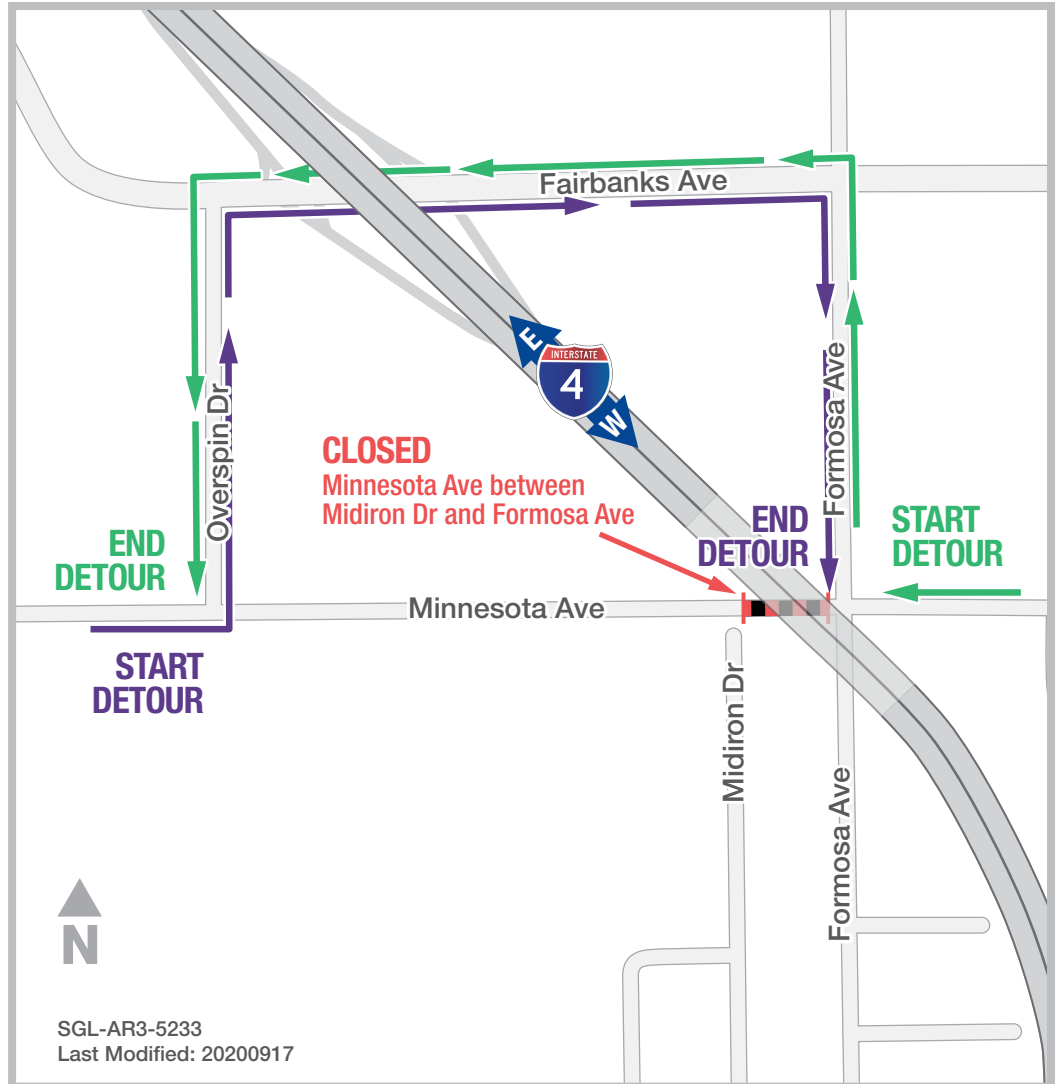 Fairbanks Ave
E
INTERSTATE
4
W
Overspin Dr
Formosa Ave
CLOSED
Minnesota Ave between
Midiron Dr and Formosa Ave
END
DETOUR
END
DETOUR
START
DETOUR
Minnesota Ave
START
DETOUR
Midiron Dr
Formosa Ave
N
SGL-AR3-5233
Last Modified: 20200917